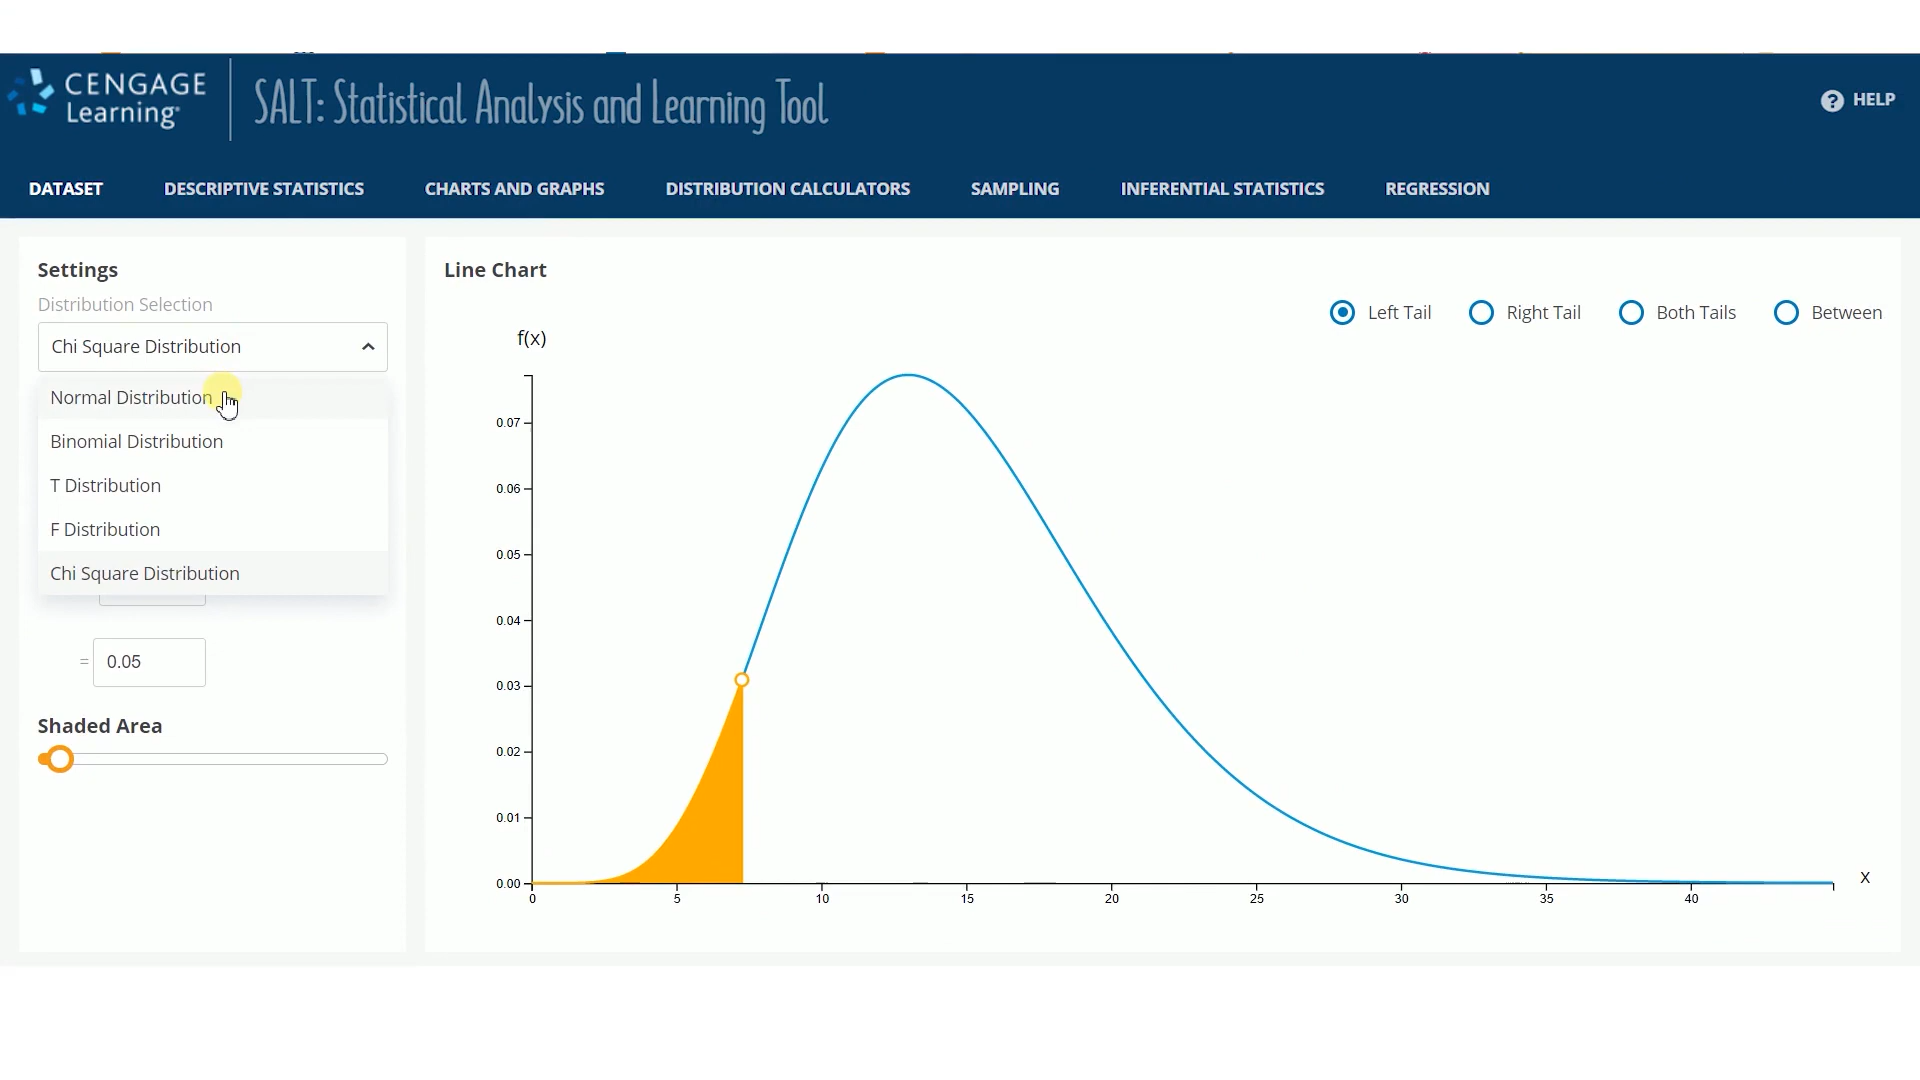 CENGAGE
Learning
SALT: Statistical Analysis and Learning Tool
? HELP
DATASET DESCRIPTIVE STATISTICS CHARTS AND GRAPHS DISTRIBUTION CALCULATORS SAMPLING INFERENTIAL STATISTICS REGRESSION
Settings
Distribution Selection
Chi Square Distribution
Normal Distribution
Binomial Distribution
T Distribution
F Distribution
Chi Square Distribution
= 0.05
Shaded Area
Line Chart
Left Tail Right Tail Both Tails Between
f(x)
0.07
0.06
0.05
0.04
0.03
0.02
0.01
0.00
0 5 10 15 20 25 30 35 40
X